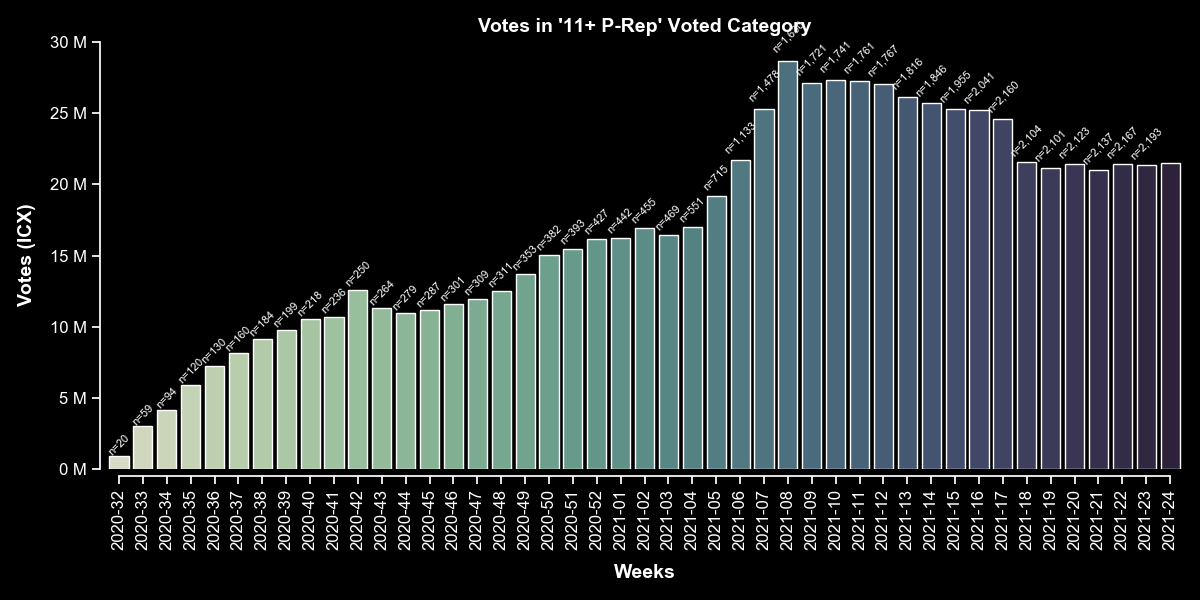 Votes in '11+ P-Rep' Voted Category
Votes (ICX)
30 M
25 M
20 M
15 M
10 M
5 M
0 M
n=20
n=59
n=94
n=120
n=130
n=160
n=184
n=199
n=218
n=236
n=250
n=264
n=279
n=287
n=301
n=309
n=311
n=353
n=382
n=393
n=427
n=442
n=455
n=469
n=551
n=715
n=1,133
n=1,478
n=1,721
n=1,741
n=1,761
n=1,767
n=1,816
n=1,846
n=1,955
n=2,041
n=2,160
n=2,104
n=2,101
n=2,123
n=2,137
n=2,167
n=2,193
2020-32
2020-33
2020-34
2020-35
2020-36
2020-37
2020-38
2020-39
2020-40
2020-41
2020-42
2020-43
2020-44
2020-45
2020-46
2020-47
2020-48
2020-49
2020-50
2020-51
2020-52
2021-01
2021-02
2021-03
2021-04
2021-05
2021-06
2021-07
2021-08
2021-09
2021-10
2021-11
2021-12
2021-13
2021-14
2021-15
2021-16
2021-17
2021-18
2021-19
2021-20
2021-21
2021-22
2021-23
2021-24
Weeks